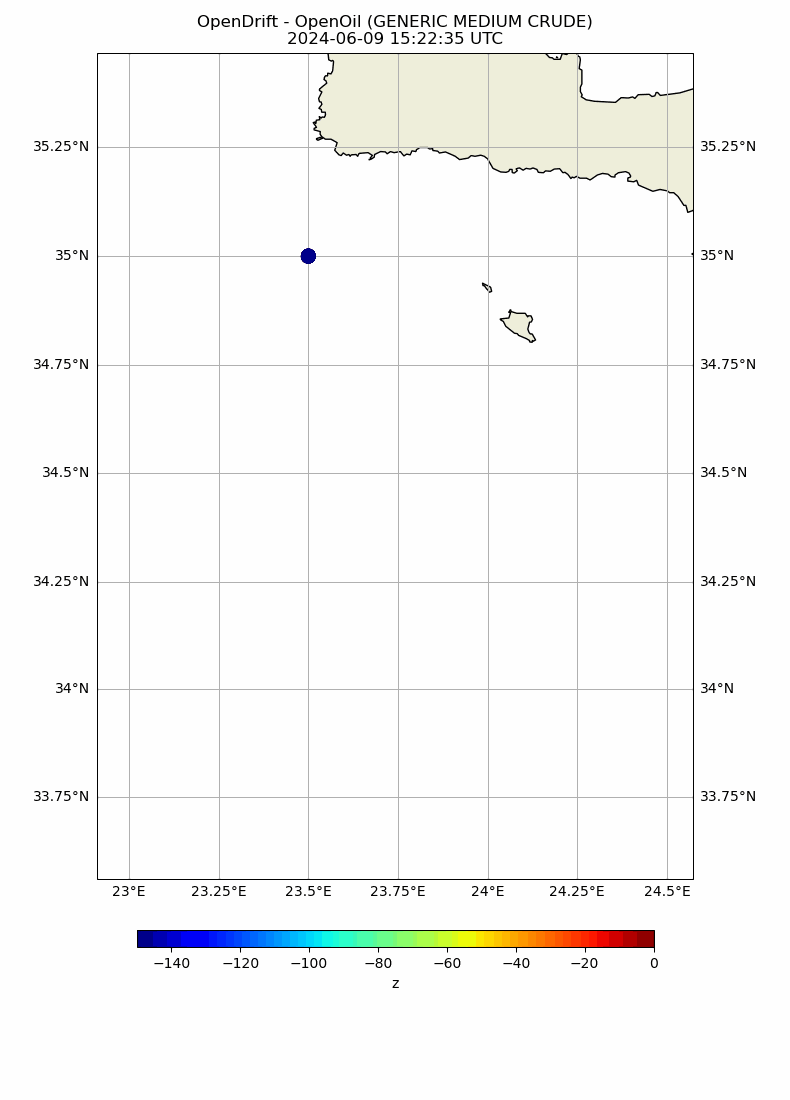 OpenDrift - OpenOil (GENERIC MEDIUM CRUDE)
2024-06-09 15:22:35 UTC
35.25°N 35.25°N
35°N 35°N
34.75°N 34.75°N
34.5°N 34.5°N
34.25°N 34.25°N
34°N 34°N
33.75°N 33.75°N
23°E 23.25°E 23.5°E 23.75°E 24°E 24.25°E 24.5°E
−140 −120 −100 −80 −60 −40 −20 0
z